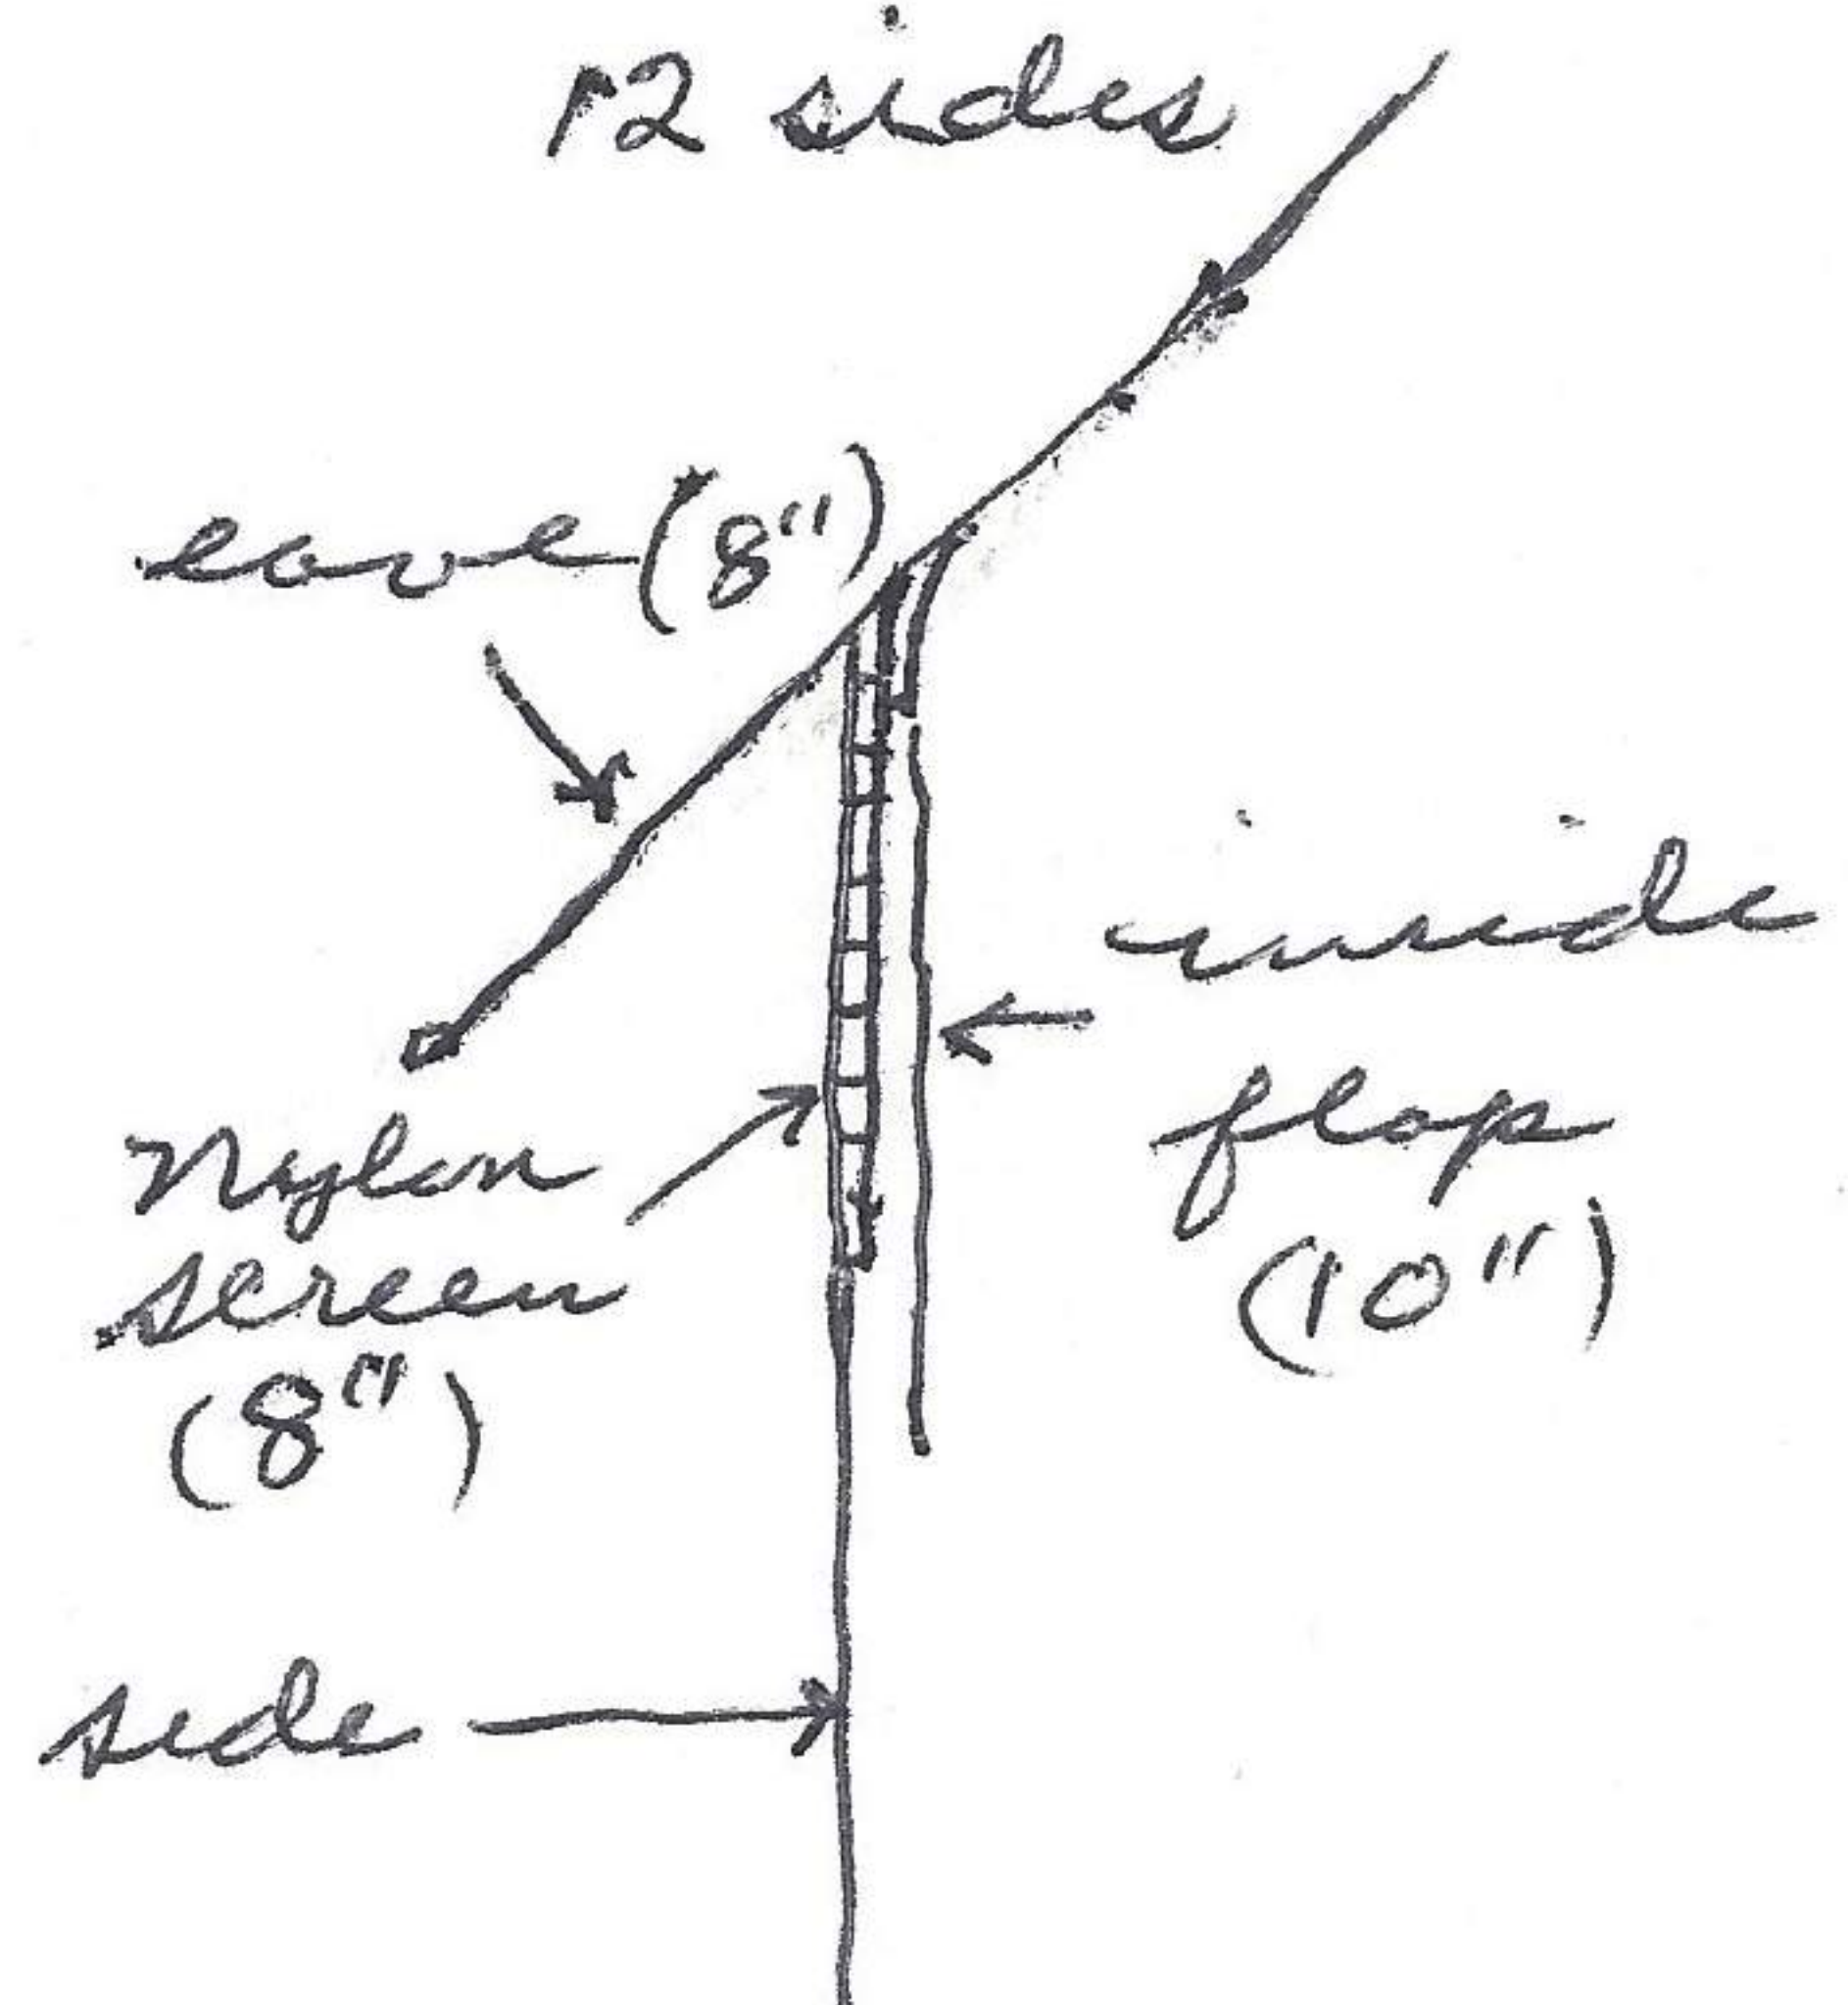 12 sides
eave (8")
inside
flap
(10")
Nylon
screen
(8")
side